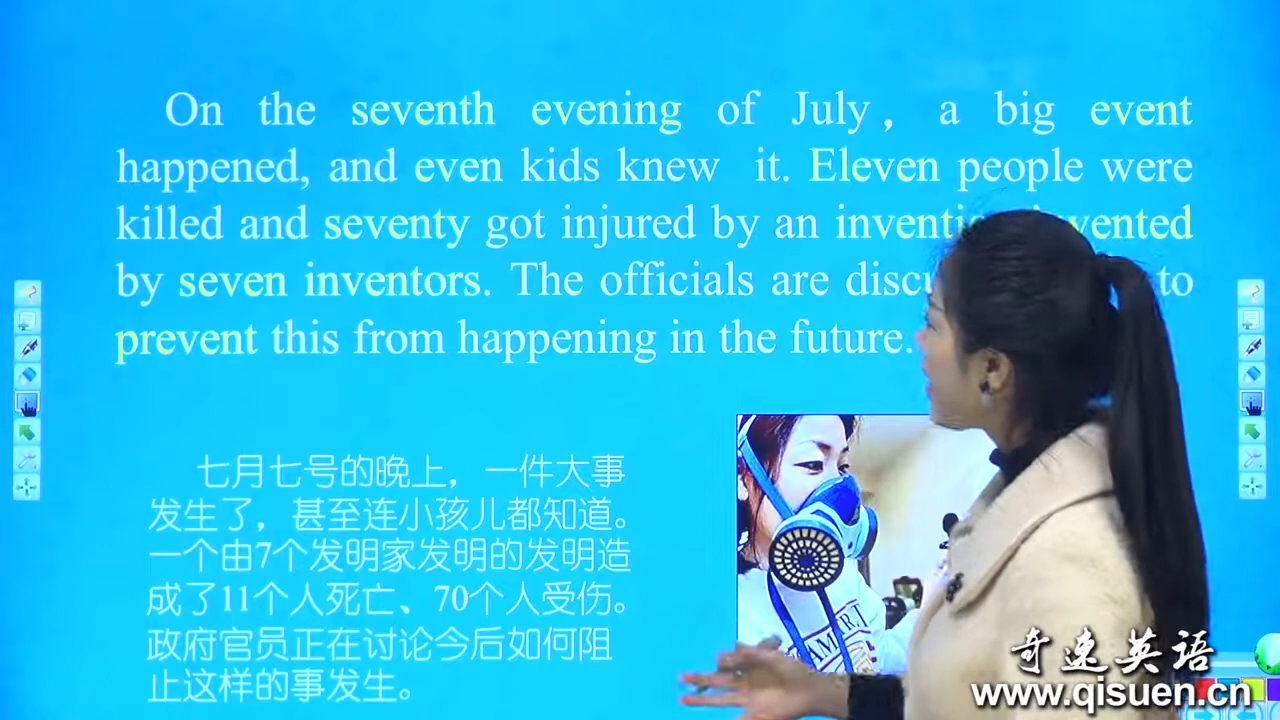 On the seventh evening of July, a big event
happened, and even kids knew it. Eleven people were
killed and seventy got injured by an
by seven inventors. The officials are to
prevent this from happening in the future.
七月七号的晚上，一件大事
发生了，甚至连小孩儿都知道。
一个由7个发明家发明的发明造
成了11个人死亡、70个人受伤。
政府官员正在讨论今后如何阻
止这样的事发生。
奇速英语
www.qisuen.cn